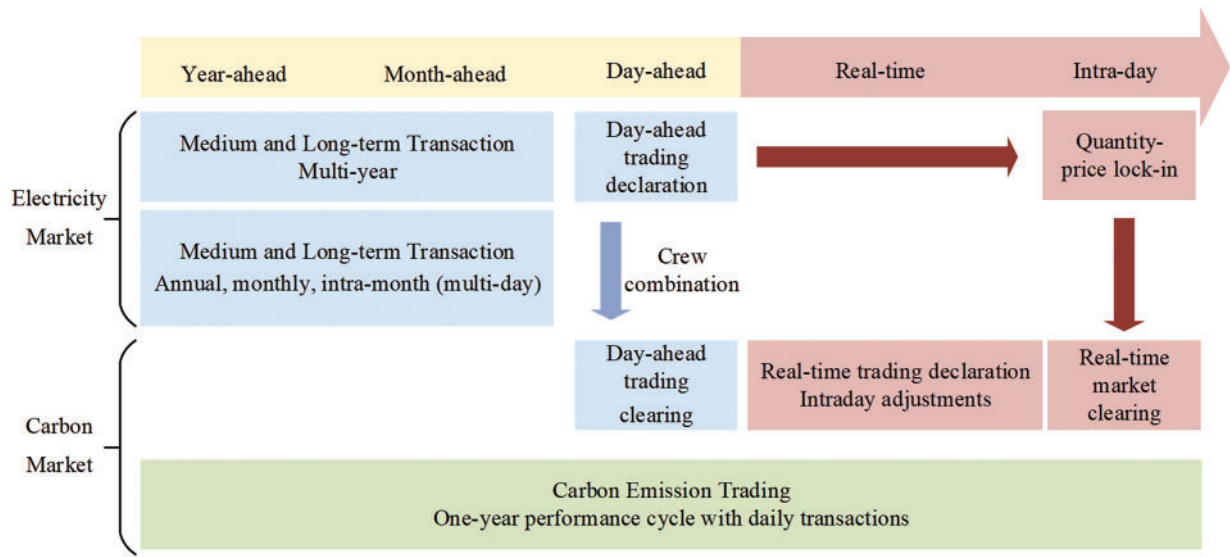 Year-ahead
Month-ahead
Day-ahead
Real-time
Intra-day
Electricity
Market
Medium and Long-term Transaction
Multi-year
Day-ahead
trading
declaration
Quantity-
price lock-in
Medium and Long-term Transaction
Annual, monthly, intra-month (multi-day)
Crew
combination
Carbon
Market
Day-ahead
trading
clearing
Real-time trading declaration
Intraday adjustments
Real-time
market
clearing
Carbon Emission Trading
One-year performance cycle with daily transactions